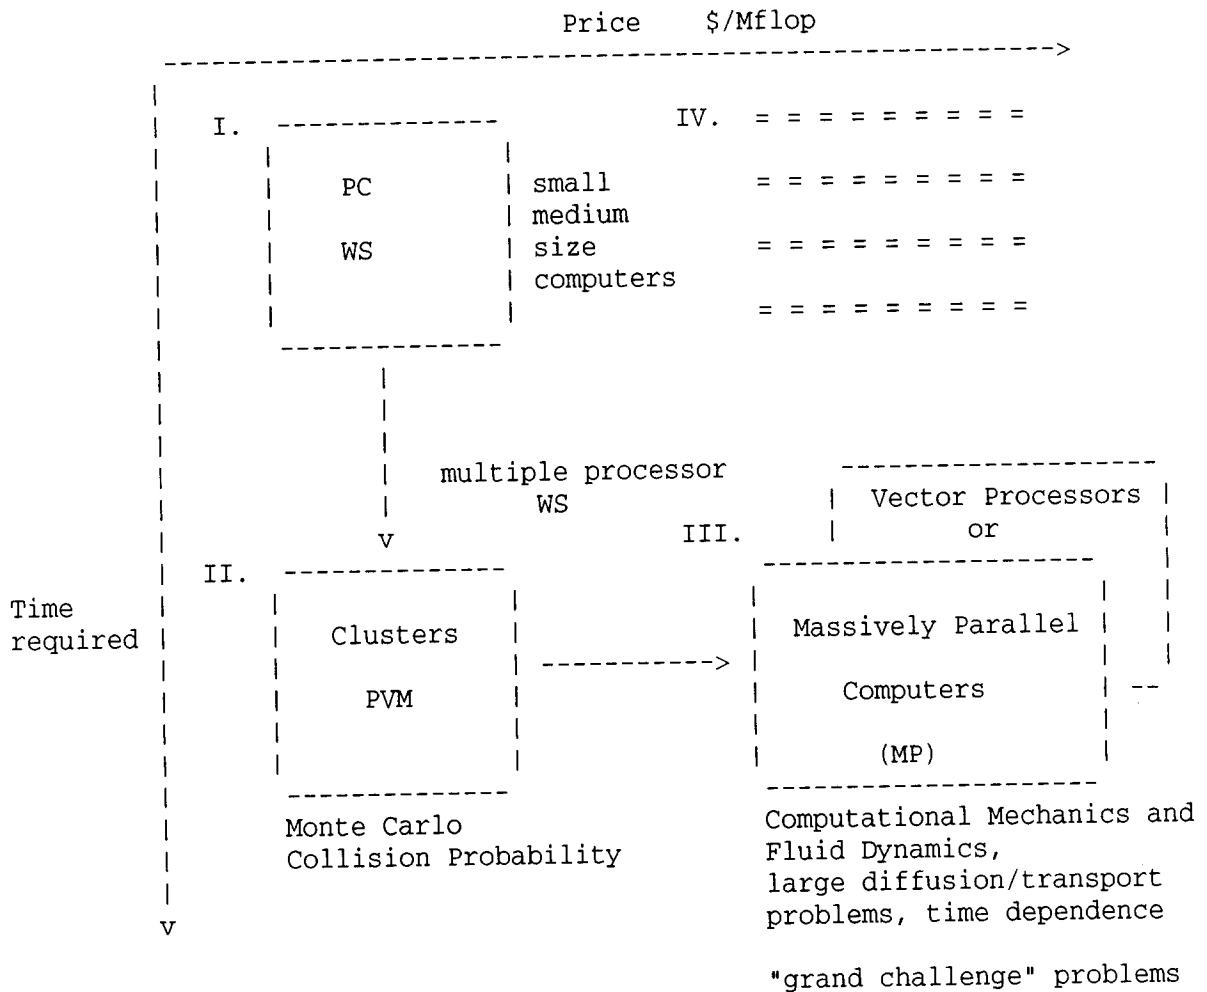 Price $/Mflop
I.
PC
WS
small
medium
size
computers
IV. = = = = = = = = =
= = = = = = = = =
= = = = = = = = =
= = = = = = = = =
multiple processor
WS
v
II.
Clusters
PVM
Monte Carlo
Collision Probability
III.
Vector Processors
or
Massively Parallel
Computers
(MP)
Computational Mechanics and
Fluid Dynamics,
large diffusion/transport
problems, time dependence
"grand challenge" problems
Time
required
v